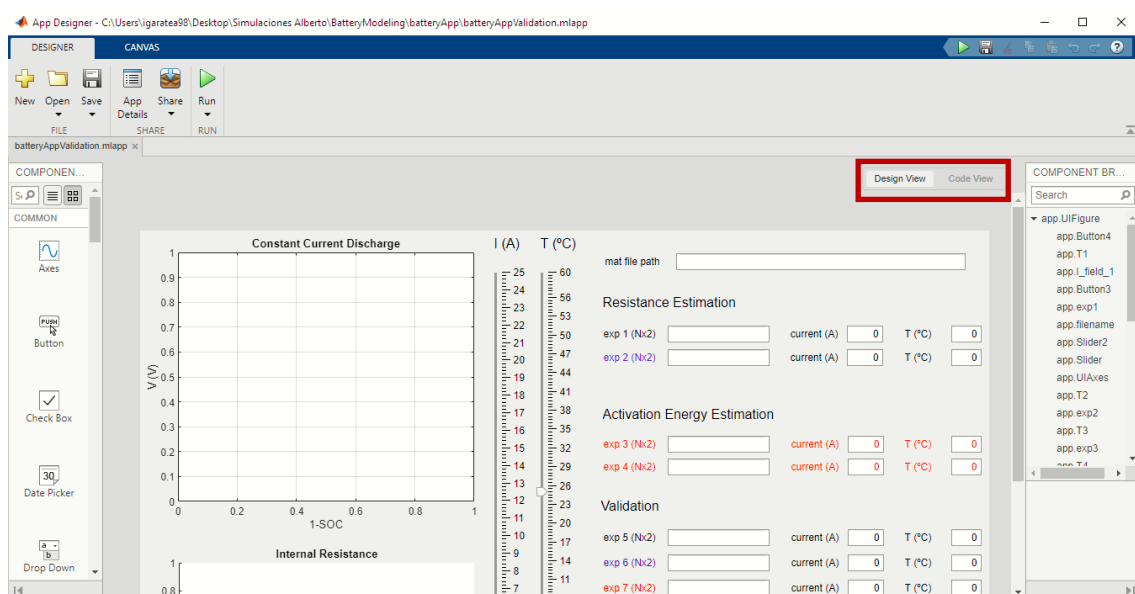 App Designer - C:\Users\igaratea98\Desktop\Simulaciones Alberto\BatteryModeling\batteryApp\batteryAppValidation.mlapp
DESIGNER CANVAS
New Open Save App Details Share Run
FILE SHARE RUN
batteryAppValidation.mlapp
COMPONEN...
COMMON
Axes
PUSH
Button
Check Box
30
Date Picker
a
b
Drop Down
Design View Code View
Constant Current Discharge
1
0.9
0.8
0.7
0.6
0.5
0.4
0.3
0.2
0.1
0
V (V)
0 0.2 0.4 0.6 0.8 1
1-SOC
Internal Resistance
1
0.8
I (A)
25
24
23
22
21
20
19
18
17
16
15
14
13
12
11
10
9
8
7
T (ºC)
60
56
53
50
47
44
41
38
35
32
29
26
23
20
17
14
11
mat file path
Resistance Estimation
exp 1 (Nx2) current (A) 0 T (ºC) 0
exp 2 (Nx2) current (A) 0 T (ºC) 0
Activation Energy Estimation
exp 3 (Nx2) current (A) 0 T (ºC) 0
exp 4 (Nx2) current (A) 0 T (ºC) 0
Validation
exp 5 (Nx2) current (A) 0 T (ºC) 0
exp 6 (Nx2) current (A) 0 T (ºC) 0
exp 7 (Nx2) current (A) 0 T (ºC) 0
COMPONENT BR...
Search
app.UIFigure
app.Button4
app.T1
app.I_field_1
app.Button3
app.exp1
app.filename
app.Slider2
app.Slider
app.UIAxes
app.T2
app.exp2
app.T3
app.exp3
app.T4